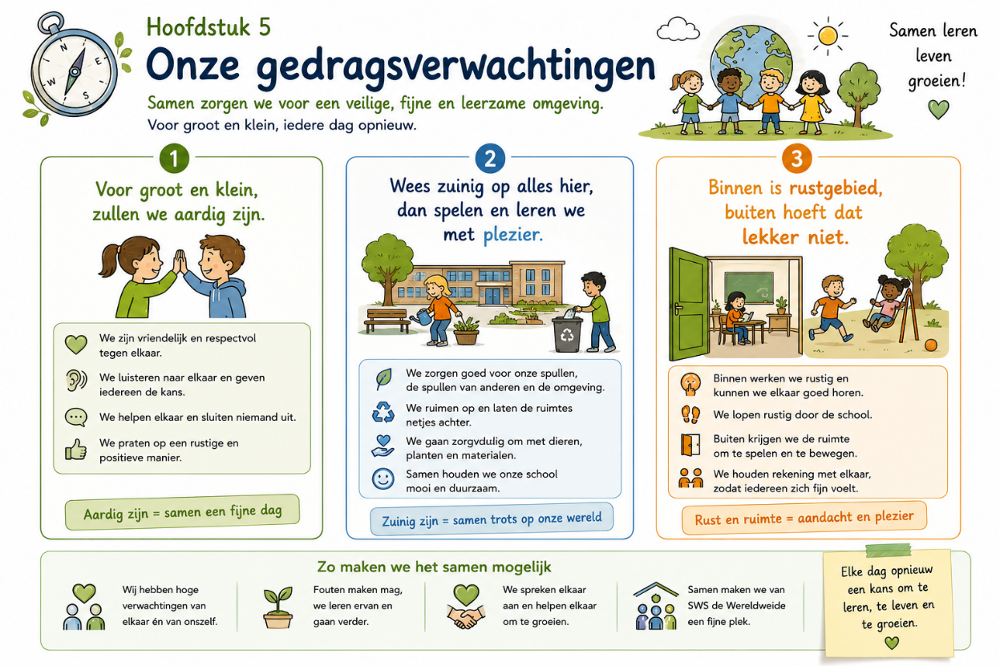 Hoofdstuk 5
Onze gedragsverwachtingen
Samen zorgen we voor een veilige, fijne en leerzame omgeving.
Voor groot en klein, iedere dag opnieuw.
N
E
S
W
Samen leren
leven
groeien!
1
Voor groot en klein,
zullen we aardig zijn.
We zijn vriendelijk en respectvol
tegen elkaar.
We luisteren naar elkaar en geven
iedereen de kans.
We helpen elkaar en sluiten niemand uit.
We praten op een rustige en
positieve manier.
Aardig zijn = samen een fijne dag
2
Wees zuinig op alles hier,
dan spelen en leren we
met plezier.
We zorgen goed voor onze spullen,
de spullen van anderen en de omgeving.
We ruimen op en laten de ruimtes
netjes achter.
We gaan zorgvdulig om met dieren,
planten en materialen.
Samen houden we onze school
mooi en duurzaam.
Zuinig zijn = samen trots op onze wereld
3
Binnen is rustgebied,
buiten hoeft dat
lekker niet.
Binnen werken we rustig en
kunnen we elkaar goed horen.
We lopen rustig door de school.
Buiten krijgen we de ruimte
om te spelen en te bewegen.
We houden rekening met elkaar,
zodat iedereen zich fijn voelt.
Rust en ruimte = aandacht en plezier
Zo maken we het samen mogelijk
Wij hebben hoge
verwachtingen van
elkaar én van onszelf.
Fouten maken mag,
we leren ervan en
gaan verder.
We spreken elkaar
aan en helpen elkaar
om te groeien.
Samen maken we van
SWS de Wereldweide
een fijne plek.
Elke dag opnieuw
een kans om te
leren, te leven en
te groeien.